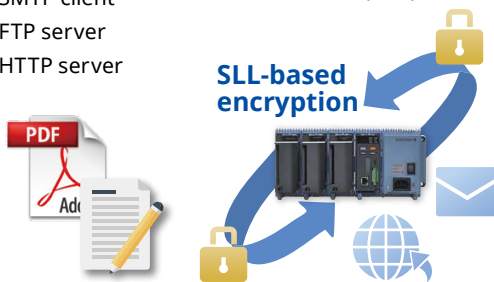 FTP server
HTTP server
SLL-based
encryption
PDF